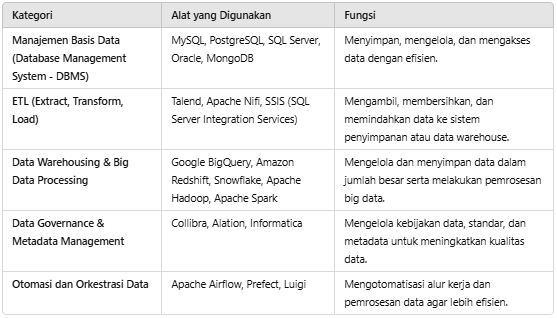 Kategori
Alat yang Digunakan
Fungsi
Manajemen Basis Data
(Database Management
System - DBMS)
MySQL, PostgreSQL, SQL Server,
Oracle, MongoDB
Menyimpan, mengelola, dan mengakses
data dengan efisien.
ETL (Extract, Transform,
Load)
Talend, Apache Nifi, SSIS (SQL
Server Integration Services)
Mengambil, membersihkan, dan
memindahkan data ke sistem
penyimpanan atau data warehouse.
Data Warehousing & Big
Data Processing
Google BigQuery, Amazon
Redshift, Snowflake, Apache
Hadoop, Apache Spark
Mengelola dan menyimpan data dalam
jumlah besar serta melakukan pemrosesan
big data.
Data Governance &
Metadata Management
Collibra, Alation, Informatica
Mengelola kebijakan data, standar, dan
metadata untuk meningkatkan kualitas
data.
Otomasi dan Orkestrasi Data
Apache Airflow, Prefect, Luigi
Mengotomatisasi alur kerja dan
pemrosesan data agar lebih efisien.